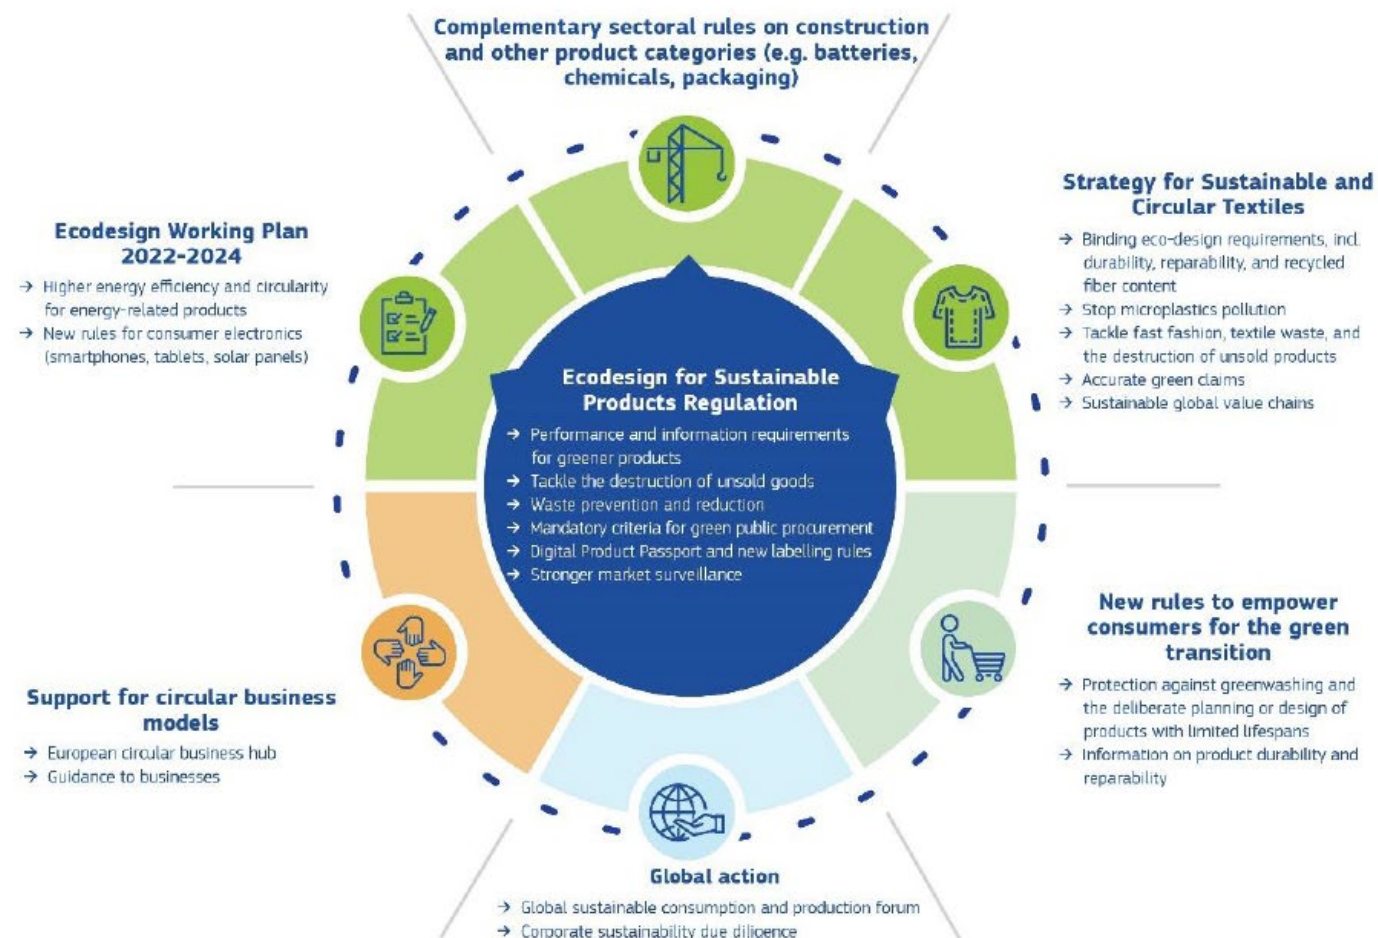 Complementary sectoral rules on construction
and other product categories (e.g. batteries,
chemicals, packaging)
Ecodesign Working Plan
2022-2024
→ Higher energy efficiency and circularity
for energy-related products
→ New rules for consumer electronics
(smartphones, tablets, solar panels)
Strategy for Sustainable and
Circular Textiles
→ Binding eco-design requirements, incl.
durability, reparability, and recycled
fiber content
→ Stop microplastics pollution
→ Tackle fast fashion, textile waste, and
the destruction of unsold products
→ Accurate green claims
→ Sustainable global value chains
Ecodesign for Sustainable
Products Regulation
→ Performance and information requirements
for greener products
→ Tackle the destruction of unsold goods
→ Waste prevention and reduction
→ Mandatory criteria for green public procurement
→ Digital Product Passport and new labelling rules
→ Stronger market surveillance
Support for circular business
models
→ European circular business hub
→ Guidance to businesses
New rules to empower
consumers for the green
transition
→ Protection against greenwashing and
the deliberate planning or design of
products with limited lifespans
→ Information on product durability and
reparability
Global action
→ Global sustainable consumption and production forum
→ Corporate sustainability due diligence